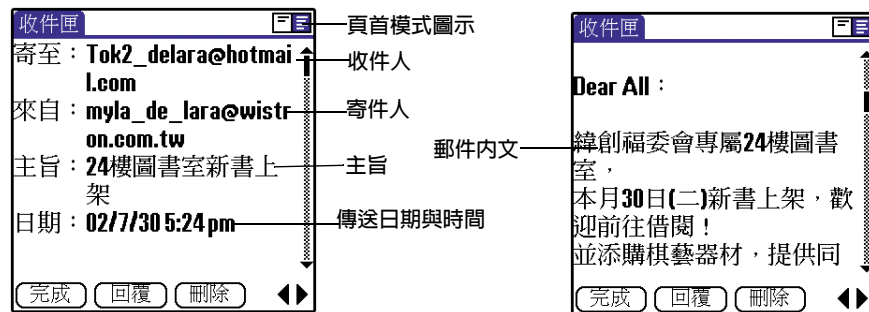 收件匣
頁首模式圖示
寄至：Tok2_delara@hotmai
l.com
收件人
來自：myla_de_lara@wistr
on.com.tw
寄件人
主旨：24樓圖書室新書上
架
主旨
日期：02/7/30 5:24 pm
傳送日期與時間
完成
回覆
刪除
收件匣
Dear All：
郵件內文
緯創福委會專屬24樓圖書
室，
本月30日(二)新書上架，歡
迎前往借閱！
並添購棋藝器材，提供同
完成
回覆
刪除